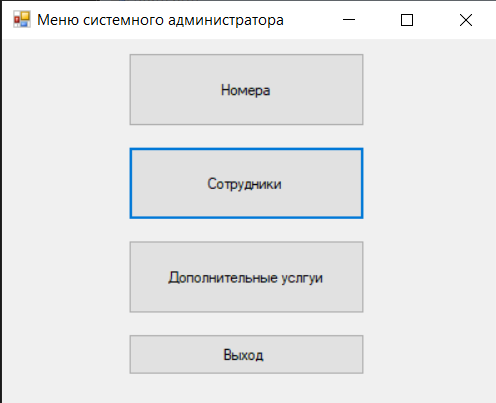 Меню системного администратора
Номера
Сотрудники
Дополнительные услгуи
Выход